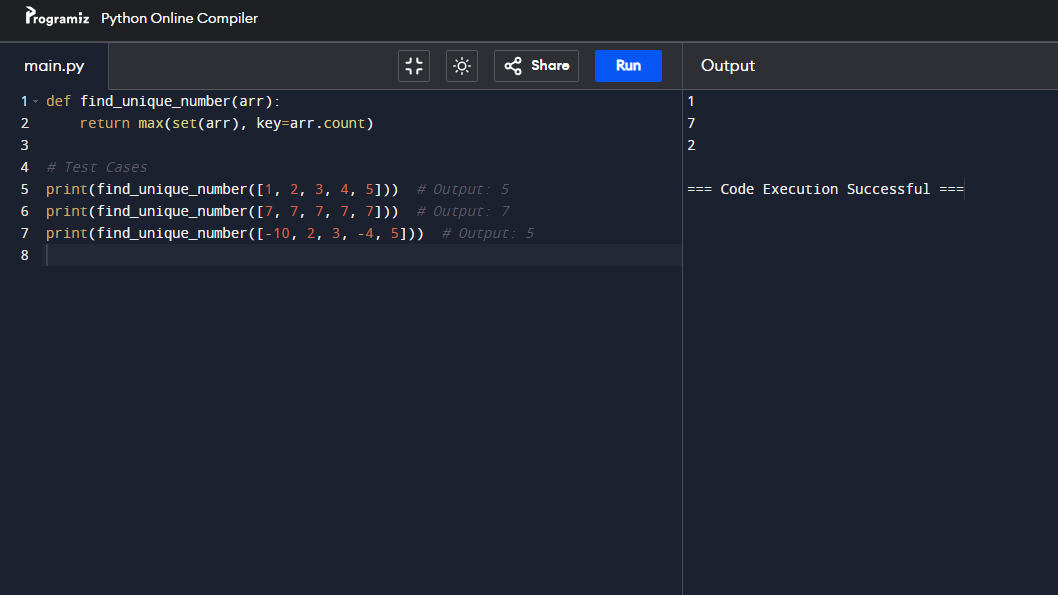 Programiz Python Online Compiler
main.py
Share
Run
Output
1 def find_unique_number(arr):
2     return max(set(arr), key=arr.count)
3
4 # Test Cases
5 print(find_unique_number([1, 2, 3, 4, 5]))  # Output: 5
6 print(find_unique_number([7, 7, 7, 7, 7]))  # Output: 7
7 print(find_unique_number([-10, 2, 3, -4, 5]))  # Output: 5
8
1
7
2
=== Code Execution Successful ===